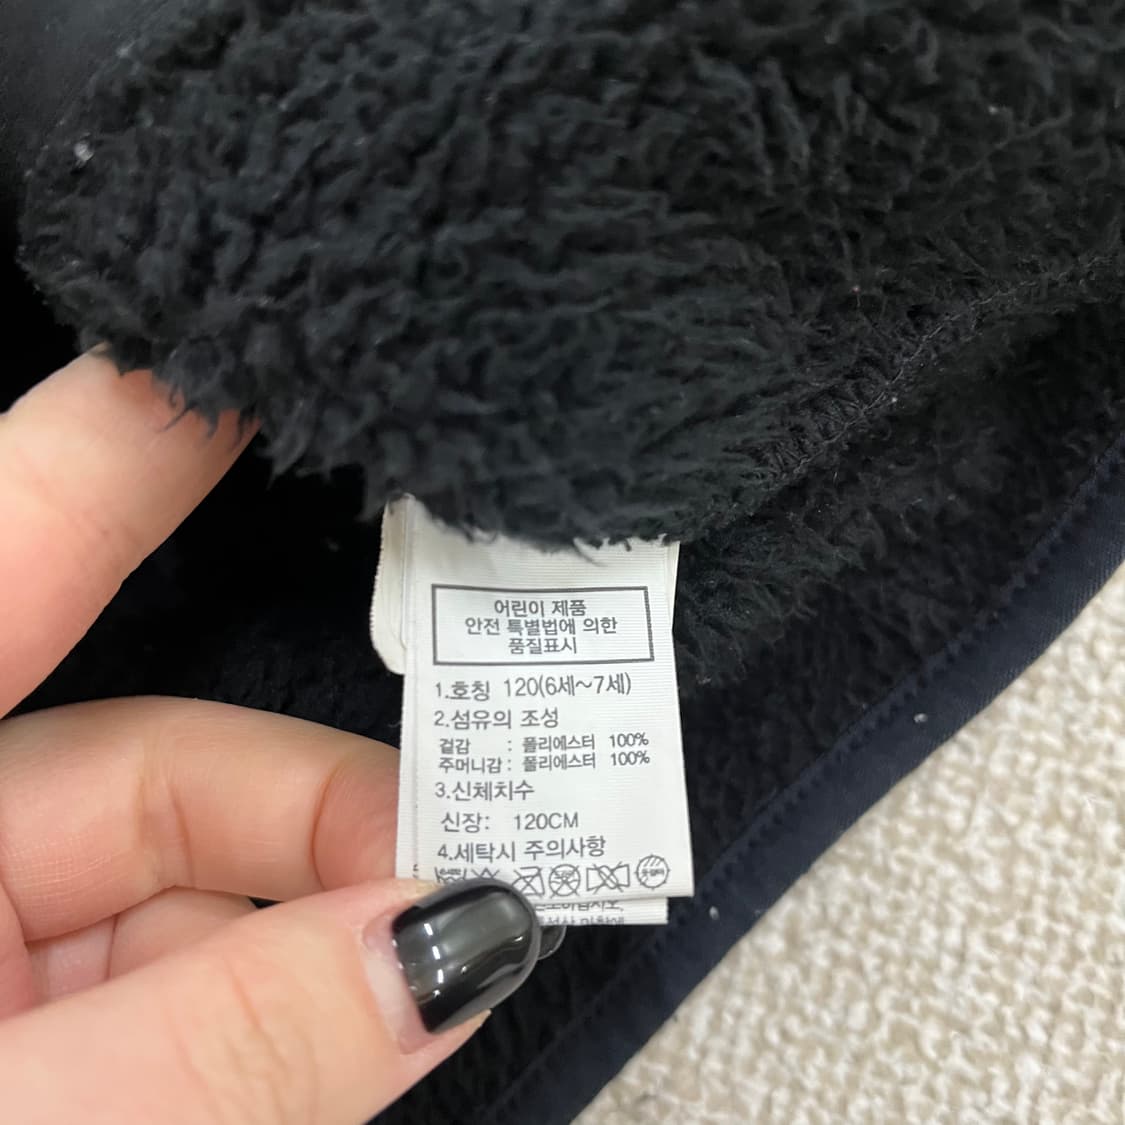 어린이 제품
안전 특별법에 의한
품질표시
1.호칭 120(6세~7세)
2.섬유의 조성
겉감 : 폴리에스터 100%
주머니감 : 폴리에스터 100%
3.신체치수
신장: 120CM
4.세탁시 주의사항